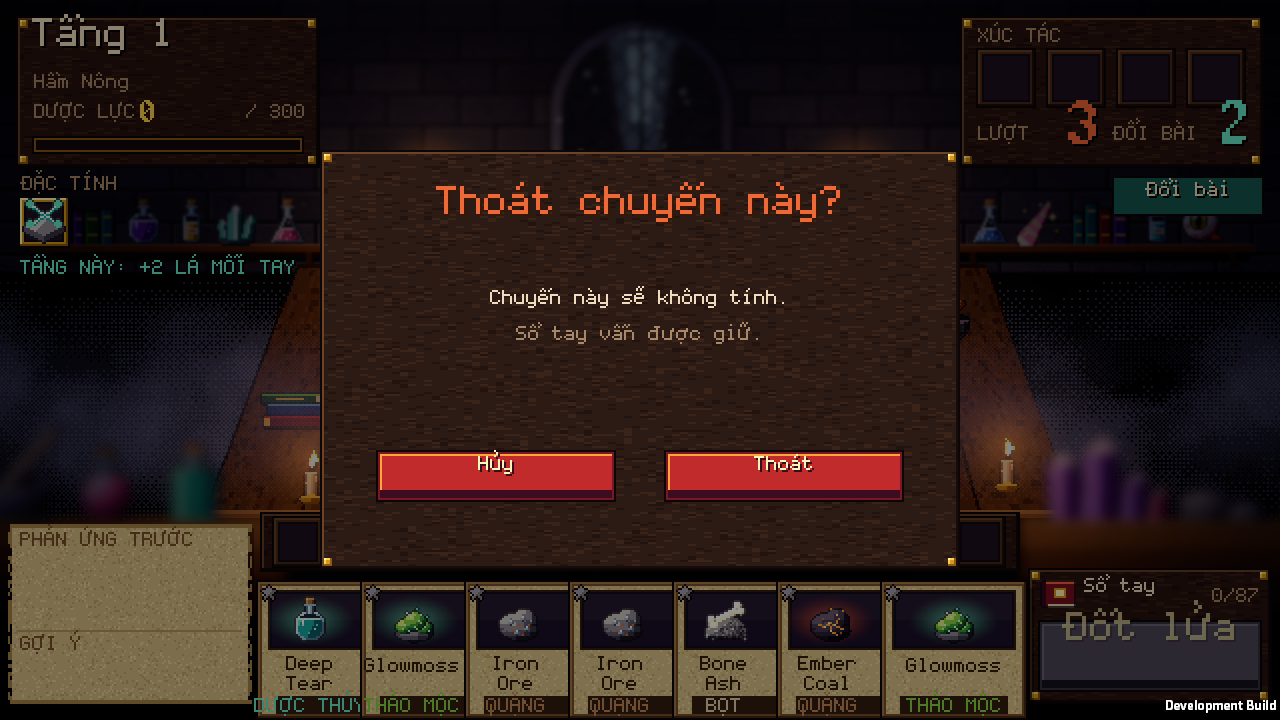 Tầng 1
Hầm Nông
DƯỢC LỰC 0 / 300
ĐẶC TÍNH
TẦNG NÀY: +2 LÁ MỖI TAY
XÚC TÁC
LƯỢT 3 ĐỔI BÀI 2
Đổi bài
Thoát chuyến này?
Chuyến này sẽ không tính.
Sổ tay vẫn được giữ.
Hủy
Thoát
PHẢN ỨNG TRƯỚC
GỢI Ý
Deep Tear
DƯỢC THỦY
Glowmoss
THẢO MỘC
Iron Ore
QUẶNG
Iron Ore
QUẶNG
Bone Ash
BỘT
Ember Coal
QUẶNG
Glowmoss
THẢO MỘC
Sổ tay
0/87
Đốt lửa
Development Build